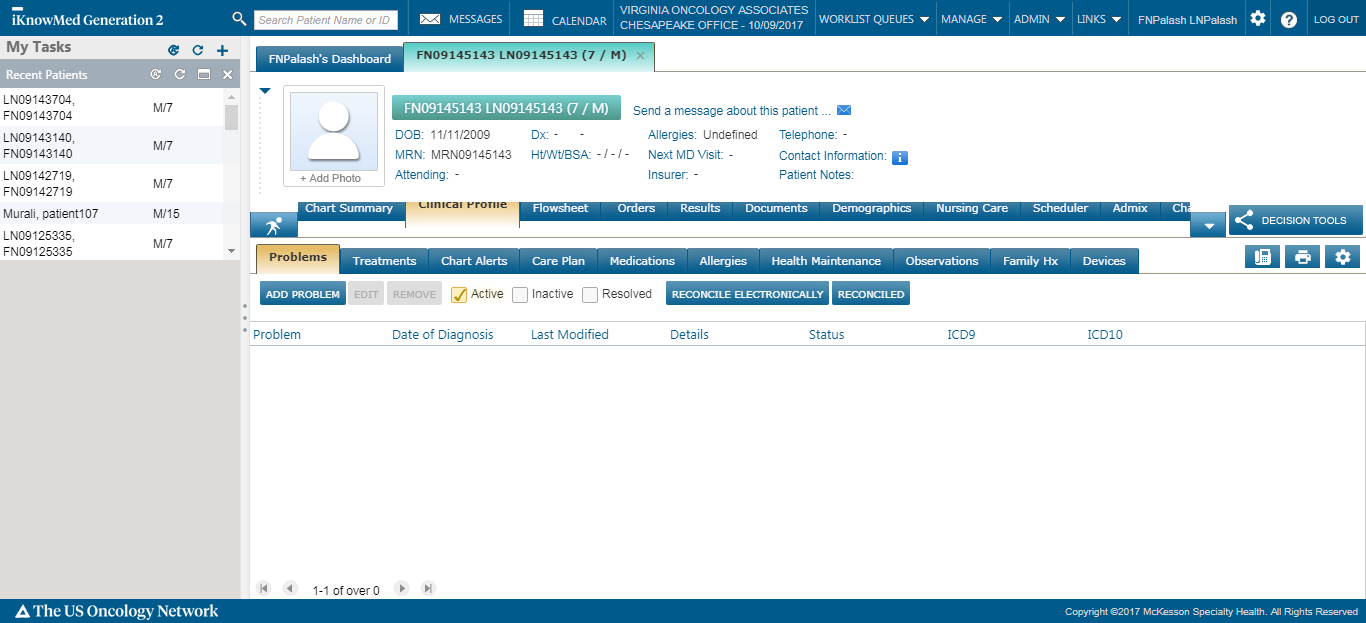 iKnowMed Generation 2
Search Patient Name or ID
MESSAGES
CALENDAR
VIRGINIA ONCOLOGY ASSOCIATES
CHESAPEAKE OFFICE - 10/09/2017
WORKLIST QUEUES
MANAGE
ADMIN
LINKS
FNPalash LNPalash
LOG OUT
My Tasks
Recent Patients
LN09143704,
FN09143704
M/7
LN09143140,
FN09143140
M/7
LN09142719,
FN09142719
M/7
Murali, patient107
M/15
LN09125335,
FN09125335
M/7
FNPalash's Dashboard
FN09145143 LN09145143 (7 / M)
FN09145143 LN09145143 (7 / M)
Send a message about this patient ...
+ Add Photo
DOB: 11/11/2009
Dx: - -
Allergies: Undefined
Telephone: -
MRN: MRN09145143
Ht/Wt/BSA: - / - / -
Next MD Visit: -
Contact Information:
Attending: -
Insurer: -
Patient Notes:
Chart Summary
Clinical Profile
Flowsheet
Orders
Results
Documents
Demographics
Nursing Care
Scheduler
Admix
Cha
DECISION TOOLS
Problems
Treatments
Chart Alerts
Care Plan
Medications
Allergies
Health Maintenance
Observations
Family Hx
Devices
ADD PROBLEM
EDIT
REMOVE
Active
Inactive
Resolved
RECONCILE ELECTRONICALLY
RECONCILED
Problem
Date of Diagnosis
Last Modified
Details
Status
ICD9
ICD10
1-1 of over 0
The US Oncology Network
Copyright ©2017 McKesson Specialty Health. All Rights Reserved